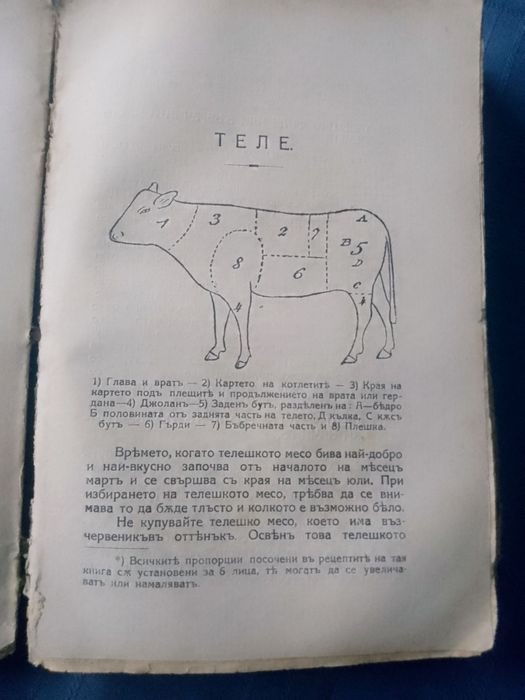 ТЕЛЕ.
1
3
2
7
A
B
5
D
8
6
C
4
4
1) Глава и вратъ — 2) Картето на котлетитѣ — 3) Края на
картето подъ плещитѣ и продължението на врата или гер-
дана—4) Джоланъ—5) Заденъ бутъ, раздѣленъ на: А—бедро
Б половината отъ задната часть на телето, Д кълка, С кѫсъ
бутъ — 6) Гърди — 7) Бъбречната часть и 8) Плешка.
Врѣмето, когато телешкото месо бива най-добро
и най-вкусно започва отъ началото на мѣсецъ
мартъ и се свършва съ края на мѣсецъ юли. При
избирането на телешкото месо, трѣбва да се вни-
мава то да бѫде тлъсто и колкото е възможно бѣло.
Не купувайте телешко месо, което има въз-
червеникъвъ оттѣнъкъ. Освѣнъ това телешкото
*) Всичкитѣ пропорции посочени въ рецептитѣ на тая
книга сѫ установени за 6 лица, тѣ могатъ да се увелича-
ватъ или намаляватъ.